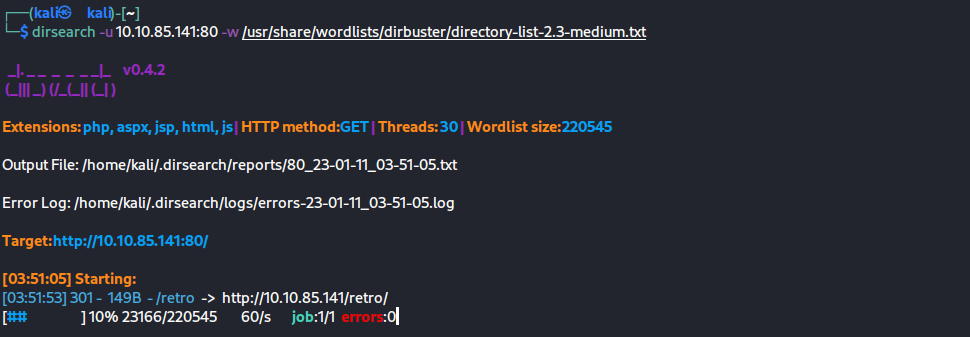 (kali㉿kali)-[~]
$ dirsearch -u 10.10.85.141:80 -w /usr/share/wordlists/dirbuster/directory-list-2.3-medium.txt
_|. _ _  _  _  _ _|_    v0.4.2
(_||| _) (/_(_|| (_| )
Extensions: php, aspx, jsp, html, js | HTTP method: GET | Threads: 30 | Wordlist size: 220545
Output File: /home/kali/.dirsearch/reports/80_23-01-11_03-51-05.txt
Error Log: /home/kali/.dirsearch/logs/errors-23-01-11_03-51-05.log
Target: http://10.10.85.141:80/
[03:51:05] Starting:
[03:51:53] 301 - 149B - /retro -> http://10.10.85.141/retro/
[## ] 10% 23166/220545 60/s job:1/1 errors:0